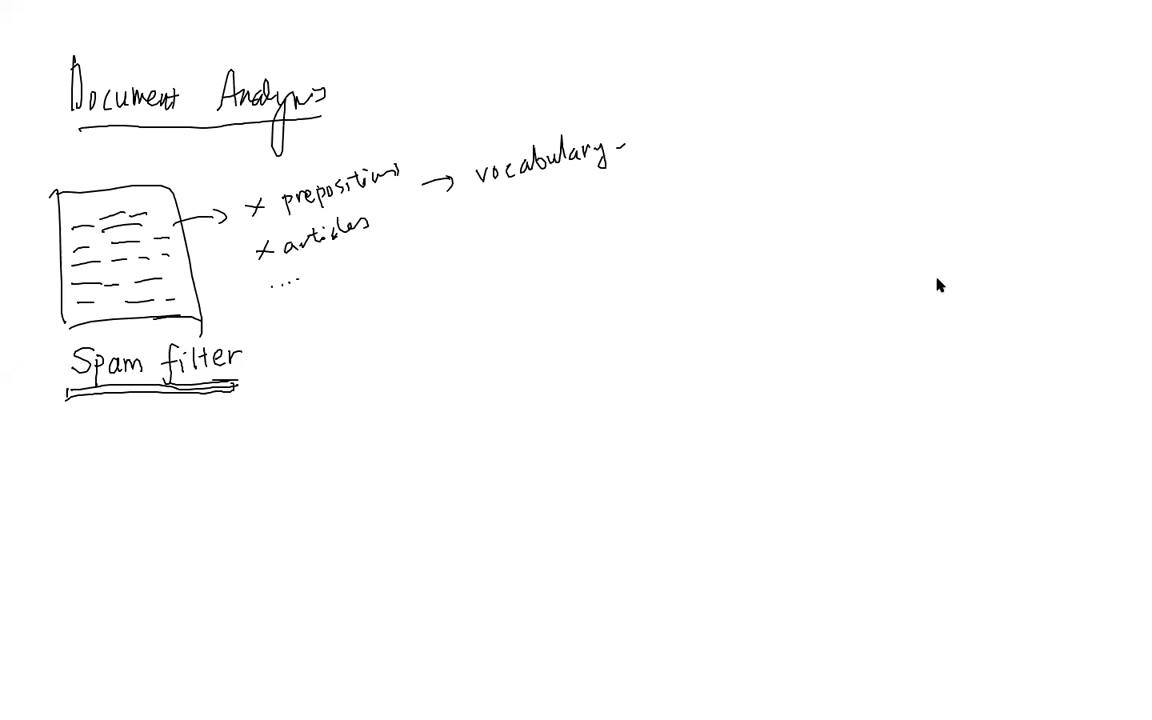 Document Analysis
x prepositions → vocabulary -
x articles
....
Spam filter